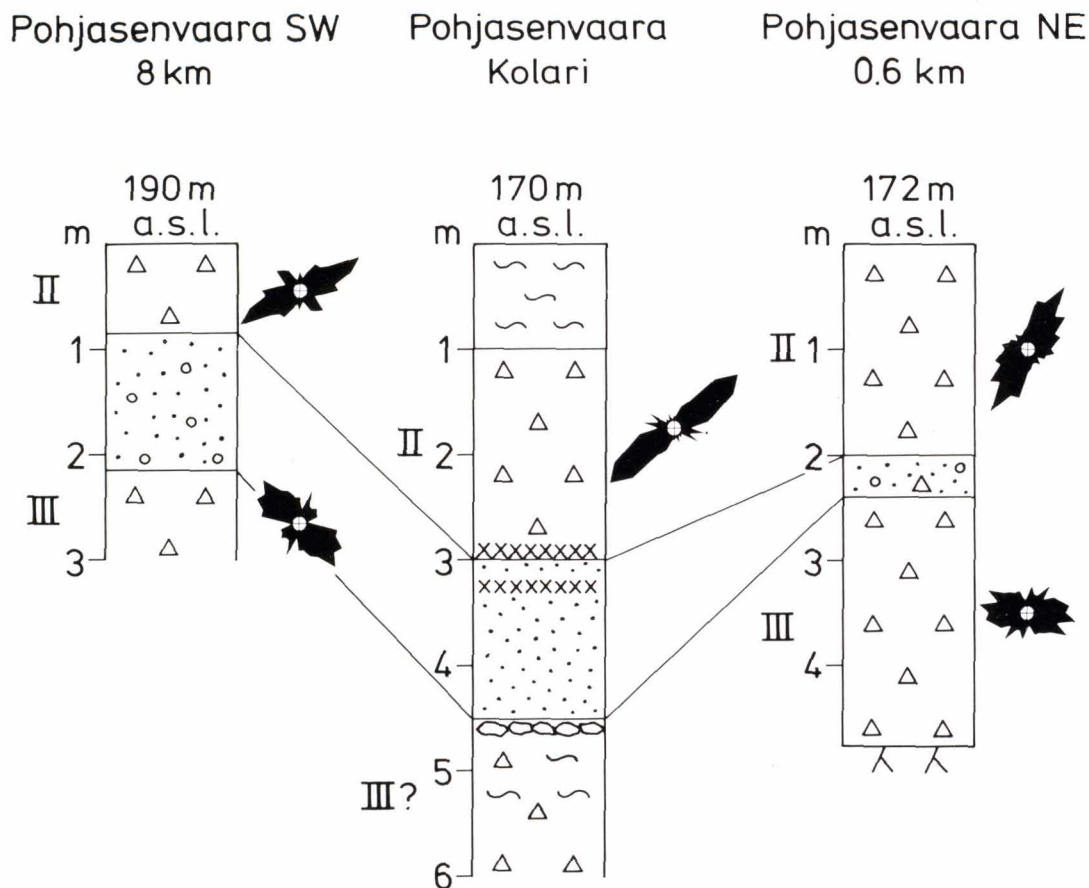 Pohjasenvaara SW
8 km
190 m
a.s.l.
m
II
1
2
III
3
Pohjasenvaara
Kolari
170 m
a.s.l.
m
1
II
2
3
4
5
III?
6
Pohjasenvaara NE
0.6 km
172 m
a.s.l.
m
II 1
2
3
III
4